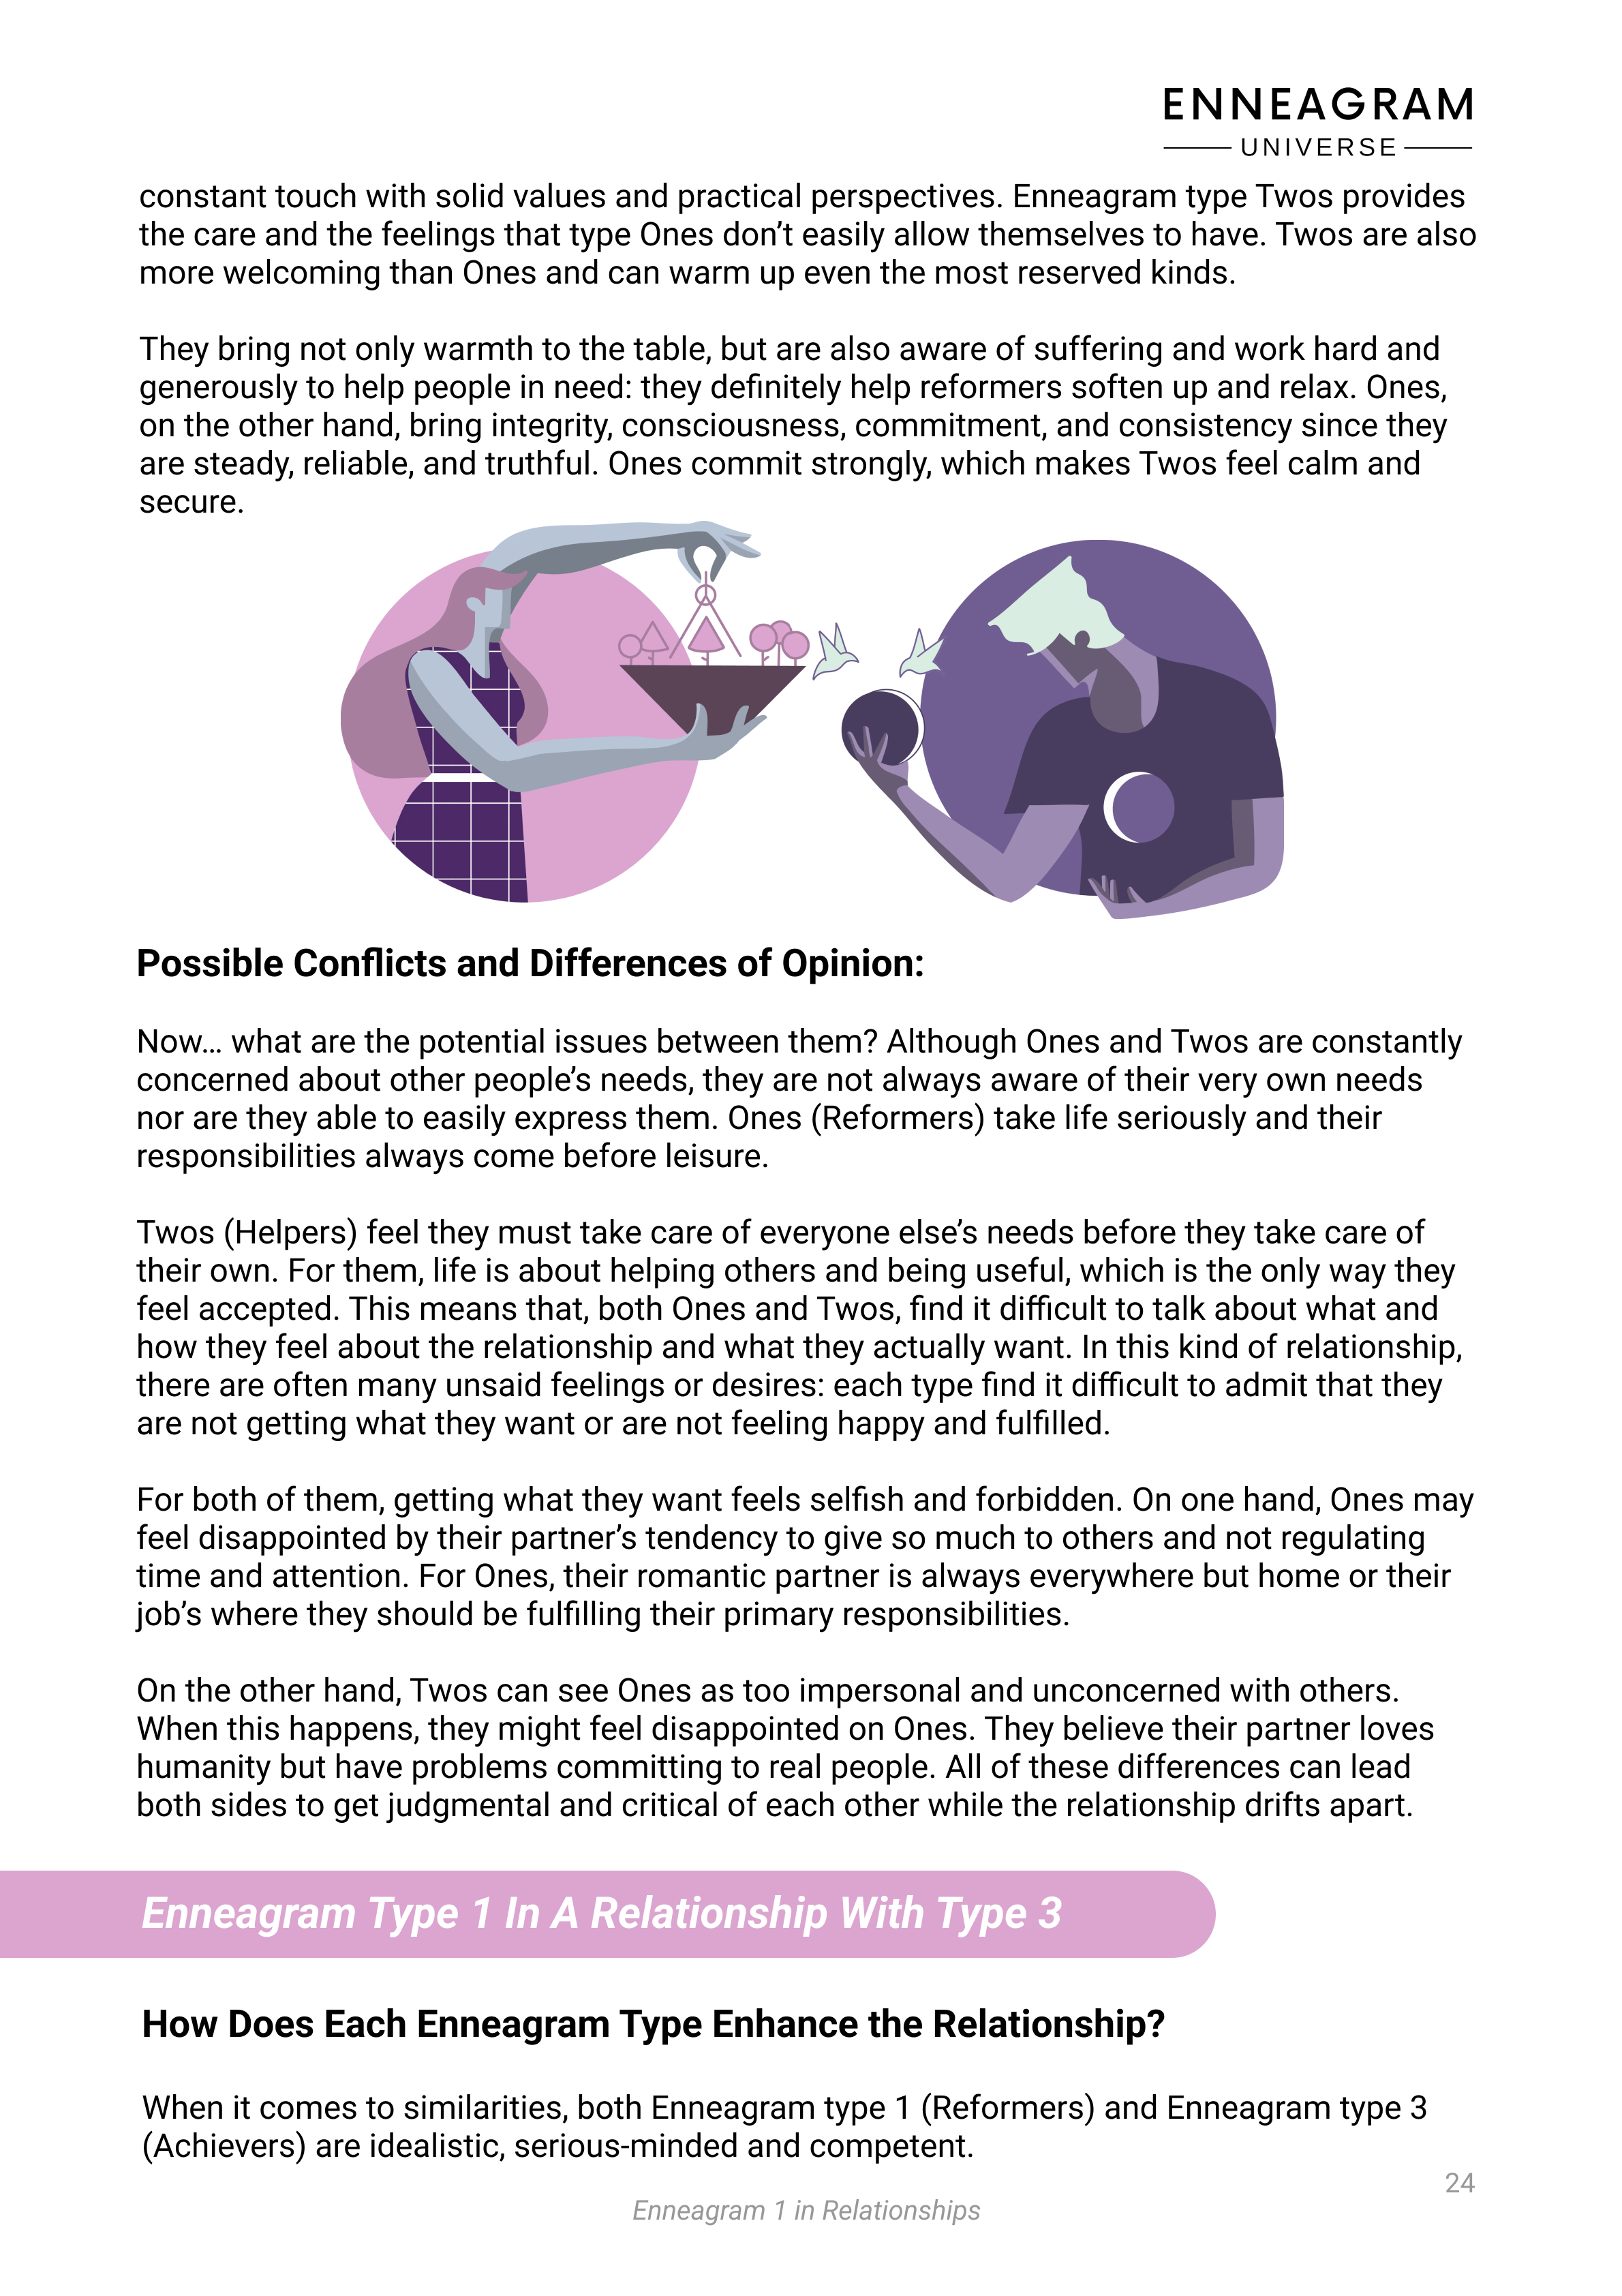 ENNEAGRAM
UNIVERSE
constant touch with solid values and practical perspectives. Enneagram type Twos provides
the care and the feelings that type Ones don’t easily allow themselves to have. Twos are also
more welcoming than Ones and can warm up even the most reserved kinds.
They bring not only warmth to the table, but are also aware of suffering and work hard and
generously to help people in need: they definitely help reformers soften up and relax. Ones,
on the other hand, bring integrity, consciousness, commitment, and consistency since they
are steady, reliable, and truthful. Ones commit strongly, which makes Twos feel calm and
secure.
Possible Conflicts and Differences of Opinion:
Now… what are the potential issues between them? Although Ones and Twos are constantly
concerned about other people’s needs, they are not always aware of their very own needs
nor are they able to easily express them. Ones (Reformers) take life seriously and their
responsibilities always come before leisure.
Twos (Helpers) feel they must take care of everyone else’s needs before they take care of
their own. For them, life is about helping others and being useful, which is the only way they
feel accepted. This means that, both Ones and Twos, find it difficult to talk about what and
how they feel about the relationship and what they actually want. In this kind of relationship,
there are often many unsaid feelings or desires: each type find it difficult to admit that they
are not getting what they want or are not feeling happy and fulfilled.
For both of them, getting what they want feels selfish and forbidden. On one hand, Ones may
feel disappointed by their partner’s tendency to give so much to others and not regulating
time and attention. For Ones, their romantic partner is always everywhere but home or their
job’s where they should be fulfilling their primary responsibilities.
On the other hand, Twos can see Ones as too impersonal and unconcerned with others.
When this happens, they might feel disappointed on Ones. They believe their partner loves
humanity but have problems committing to real people. All of these differences can lead
both sides to get judgmental and critical of each other while the relationship drifts apart.
Enneagram Type 1 In A Relationship With Type 3
How Does Each Enneagram Type Enhance the Relationship?
When it comes to similarities, both Enneagram type 1 (Reformers) and Enneagram type 3
(Achievers) are idealistic, serious-minded and competent.
24
Enneagram 1 in Relationships